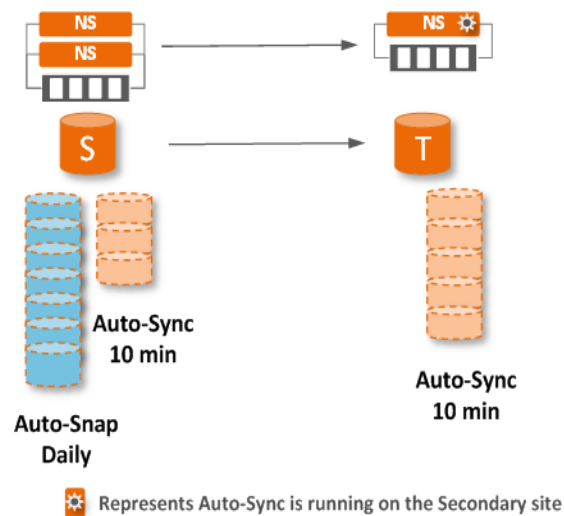 NS
NS
NS
S
T
Auto-Sync
10 min
Auto-Snap
Daily
Auto-Sync
10 min
Represents Auto-Sync is running on the Secondary site